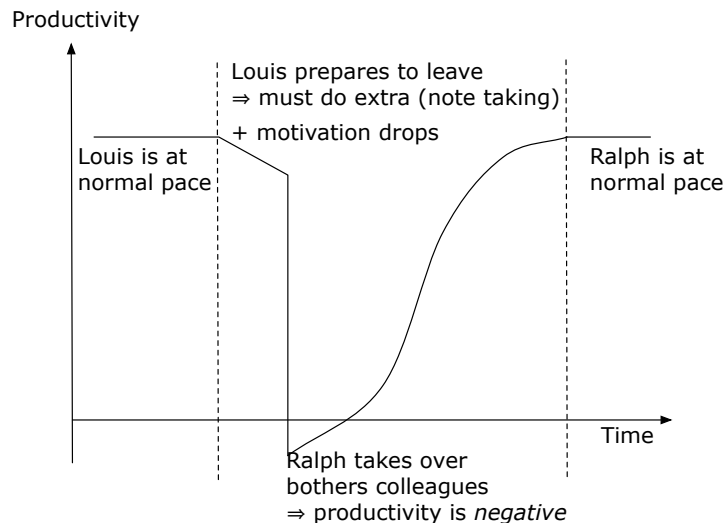 Productivity
Louis prepares to leave
⇒ must do extra (note taking)
+ motivation drops
Louis is at
normal pace
Ralph is at
normal pace
Time
Ralph takes over
bothers colleagues
⇒ productivity is negative